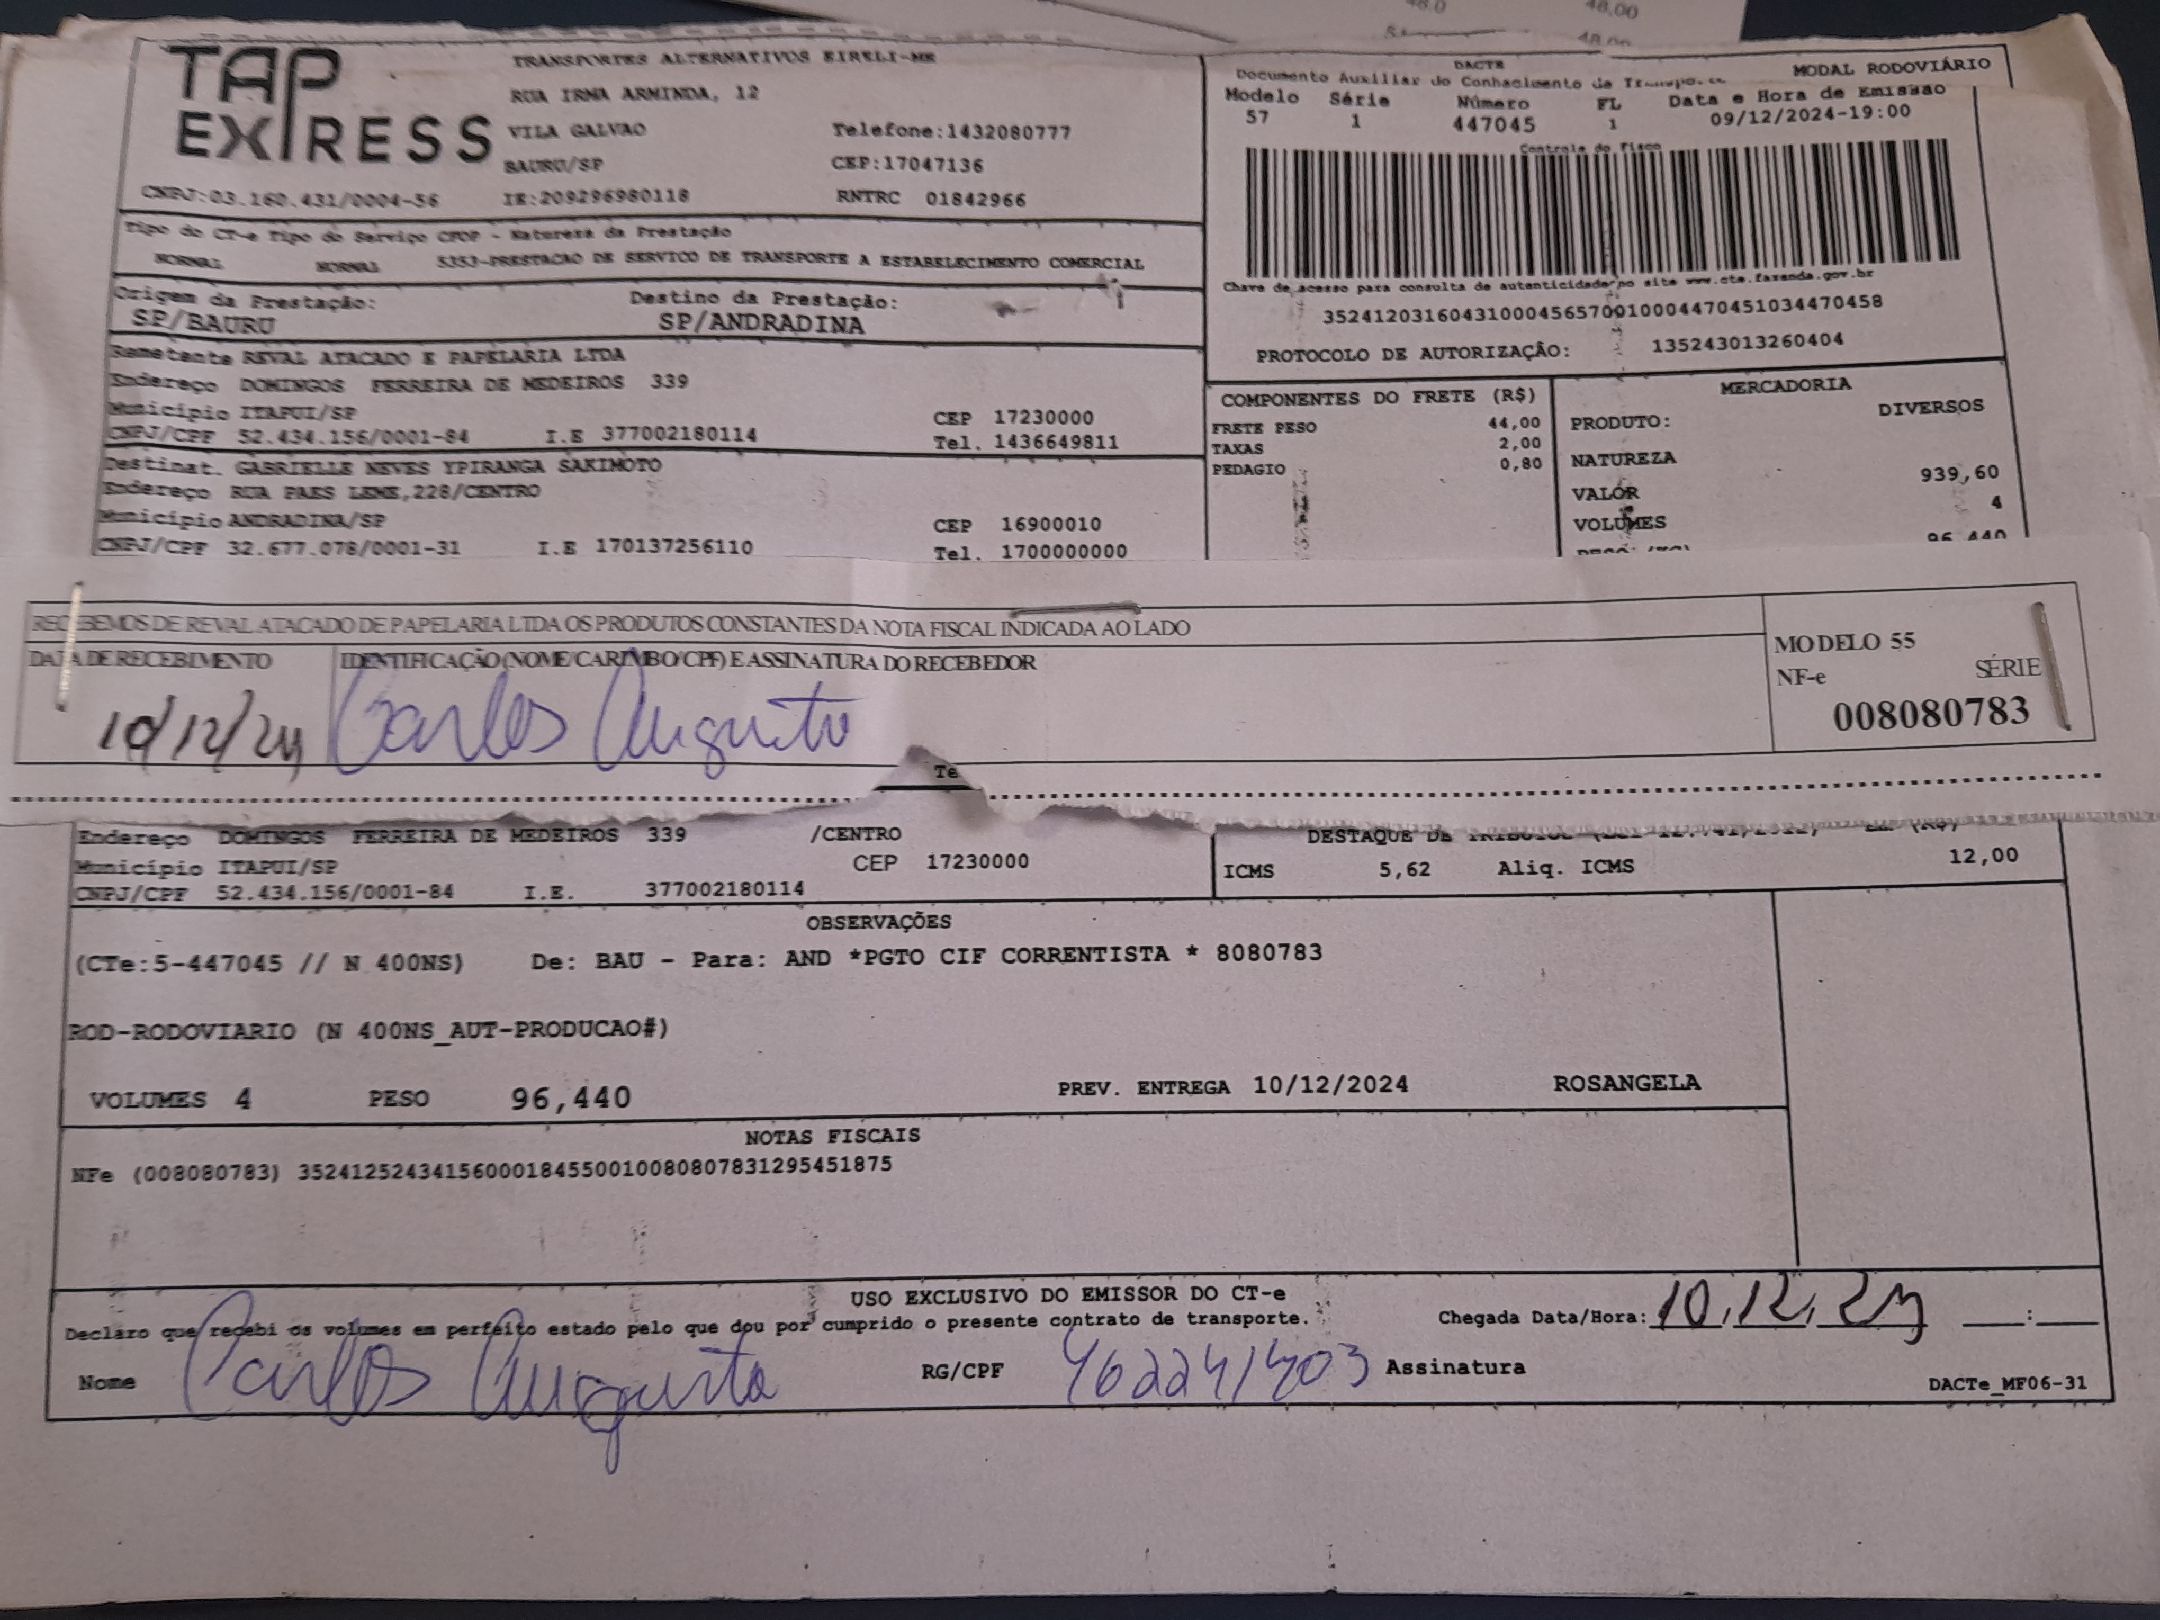 48.0 48,00
TAP EXPRESS
TRANSPORTES ALTERNATIVOS EIRELI-ME
RUA IRMA ARMINDA, 12
VILA GALVAO Telefone:1432080777
BAURU/SP CEP:17047136
CNPJ:03.160.431/0004-56 IE:209296980118 RNTRC 01842966
DACTE
Documento Auxiliar do Conhecimento de MODAL RODOVIÁRIO
Modelo Série Número FL Data e Hora de Emissao
57 1 447045 1 09/12/2024-19:00
Controle do Fisco
Tipo do CT-e Tipo do Serviço CFOP - Natureza da Prestação
NORMAL NORMAL 5353-PRESTACAO DE SERVICO DE TRANSPORTE A ESTABELECIMENTO COMERCIAL
Chave de acesso para consulta de autenticidade no site www.cte.fazenda.gov.br
35241203160431000456570010004470451034470458
PROTOCOLO DE AUTORIZAÇÃO: 135243013260404
Origem da Prestação: Destino da Prestação:
SP/BAURU SP/ANDRADINA
Remetente REVAL ATACADO E PAPELARIA LTDA
Endereço DOMINGOS FERREIRA DE MEDEIROS 339
Município ITAPUI/SP CEP 17230000
CNPJ/CPF 52.434.156/0001-84 I.E 377002180114 Tel. 1436649811
Destinat. GABRIELLE NEVES YPIRANGA SAKIMOTO
Endereço RUA PAES LEME,228/CENTRO
Município ANDRADINA/SP CEP 16900010
CNPJ/CPF 32.677.078/0001-31 I.E 170137256110 Tel. 1700000000
COMPONENTES DO FRETE (R$)
FRETE PESO 44,00
TAXAS 2,00
PEDAGIO 0,80
MERCADORIA
PRODUTO: DIVERSOS
NATUREZA
VALOR 939,60
VOLUMES 4
96,440
RECEBEMOS DE REVAL ATACADO DE PAPELARIA LTDA OS PRODUTOS CONSTANTES DA NOTA FISCAL INDICADA AO LADO
DATA DE RECEBIMENTO IDENTIFICAÇÃO (NOME/CARIMBO/CPF) E ASSINATURA DO RECEBEDOR
10/12/24 Carlos Augusto
MODELO 55
NF-e SÉRIE
008080783
Te
Endereço DOMINGOS FERREIRA DE MEDEIROS 339 /CENTRO
Município ITAPUI/SP CEP 17230000
CNPJ/CPF 52.434.156/0001-84 I.E. 377002180114
DESTAQUE DE
ICMS 5,62 Aliq. ICMS 12,00
OBSERVAÇÕES
(CTe:5-447045 // N 400NS) De: BAU - Para: AND *PGTO CIF CORRENTISTA * 8080783
ROD-RODOVIARIO (N 400NS_AUT-PRODUCAO#)
VOLUMES 4 PESO 96,440 PREV. ENTREGA 10/12/2024 ROSANGELA
NOTAS FISCAIS
NFe (008080783) 35241252434156000184550010080807831295451875
USO EXCLUSIVO DO EMISSOR DO CT-e
Declaro que recebi os volumes em perfeito estado pelo que dou por cumprido o presente contrato de transporte. Chegada Data/Hora: 10,12,24 __:__
Nome Carlos Augusto RG/CPF Assinatura
DACTe_MF06-31